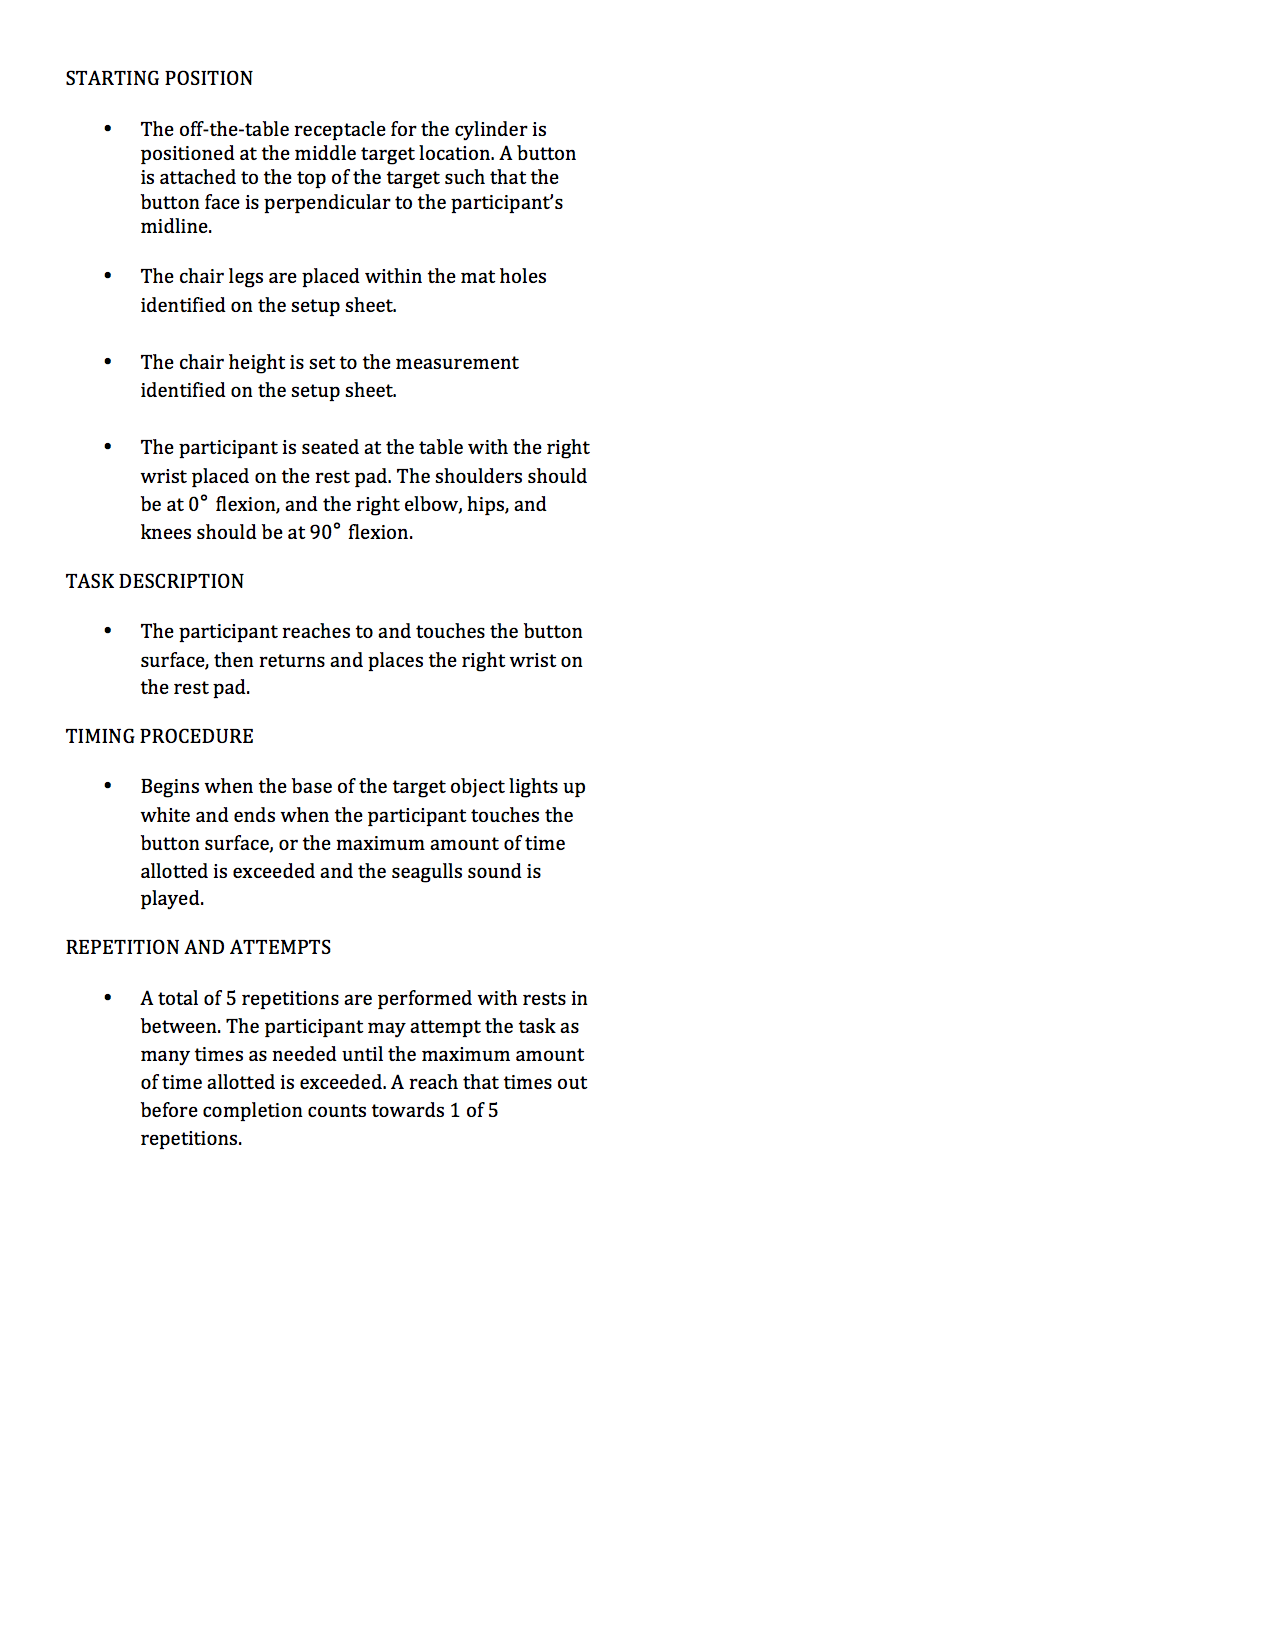 STARTING POSITION
• The off-the-table receptacle for the cylinder is
positioned at the middle target location. A button
is attached to the top of the target such that the
button face is perpendicular to the participant's
midline.
• The chair legs are placed within the mat holes
identified on the setup sheet.
• The chair height is set to the measurement
identified on the setup sheet.
• The participant is seated at the table with the right
wrist placed on the rest pad. The shoulders should
be at 0° flexion, and the right elbow, hips, and
knees should be at 90° flexion.
TASK DESCRIPTION
• The participant reaches to and touches the button
surface, then returns and places the right wrist on
the rest pad.
TIMING PROCEDURE
• Begins when the base of the target object lights up
white and ends when the participant touches the
button surface, or the maximum amount of time
allotted is exceeded and the seagulls sound is
played.
REPETITION AND ATTEMPTS
• A total of 5 repetitions are performed with rests in
between. The participant may attempt the task as
many times as needed until the maximum amount
of time allotted is exceeded. A reach that times out
before completion counts towards 1 of 5
repetitions.